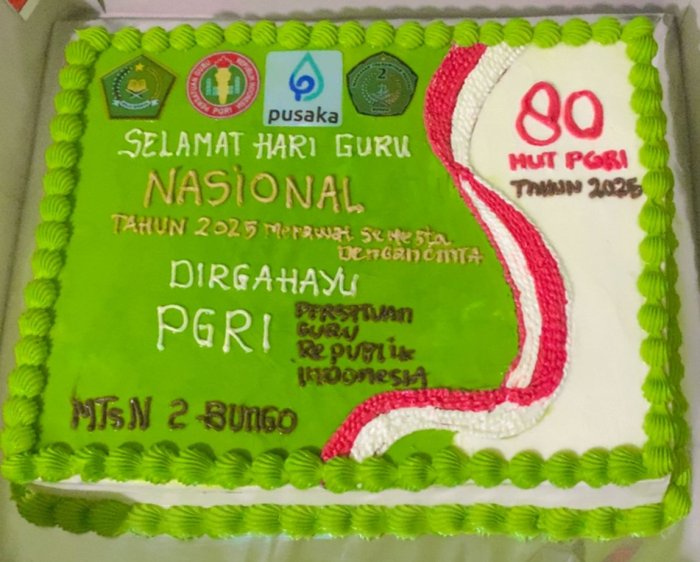 pusaka
2
SELAMAT HARI GURU
NASIONAL
TAHUN 2025 merawat semesta
Dengan cinta
DIRGAHAYU
PGRI
PERSATUAN
GURU
Republik
INDONESIA
MTsN 2 BUNGO
80
HUT PGRI
TAHUN 2025